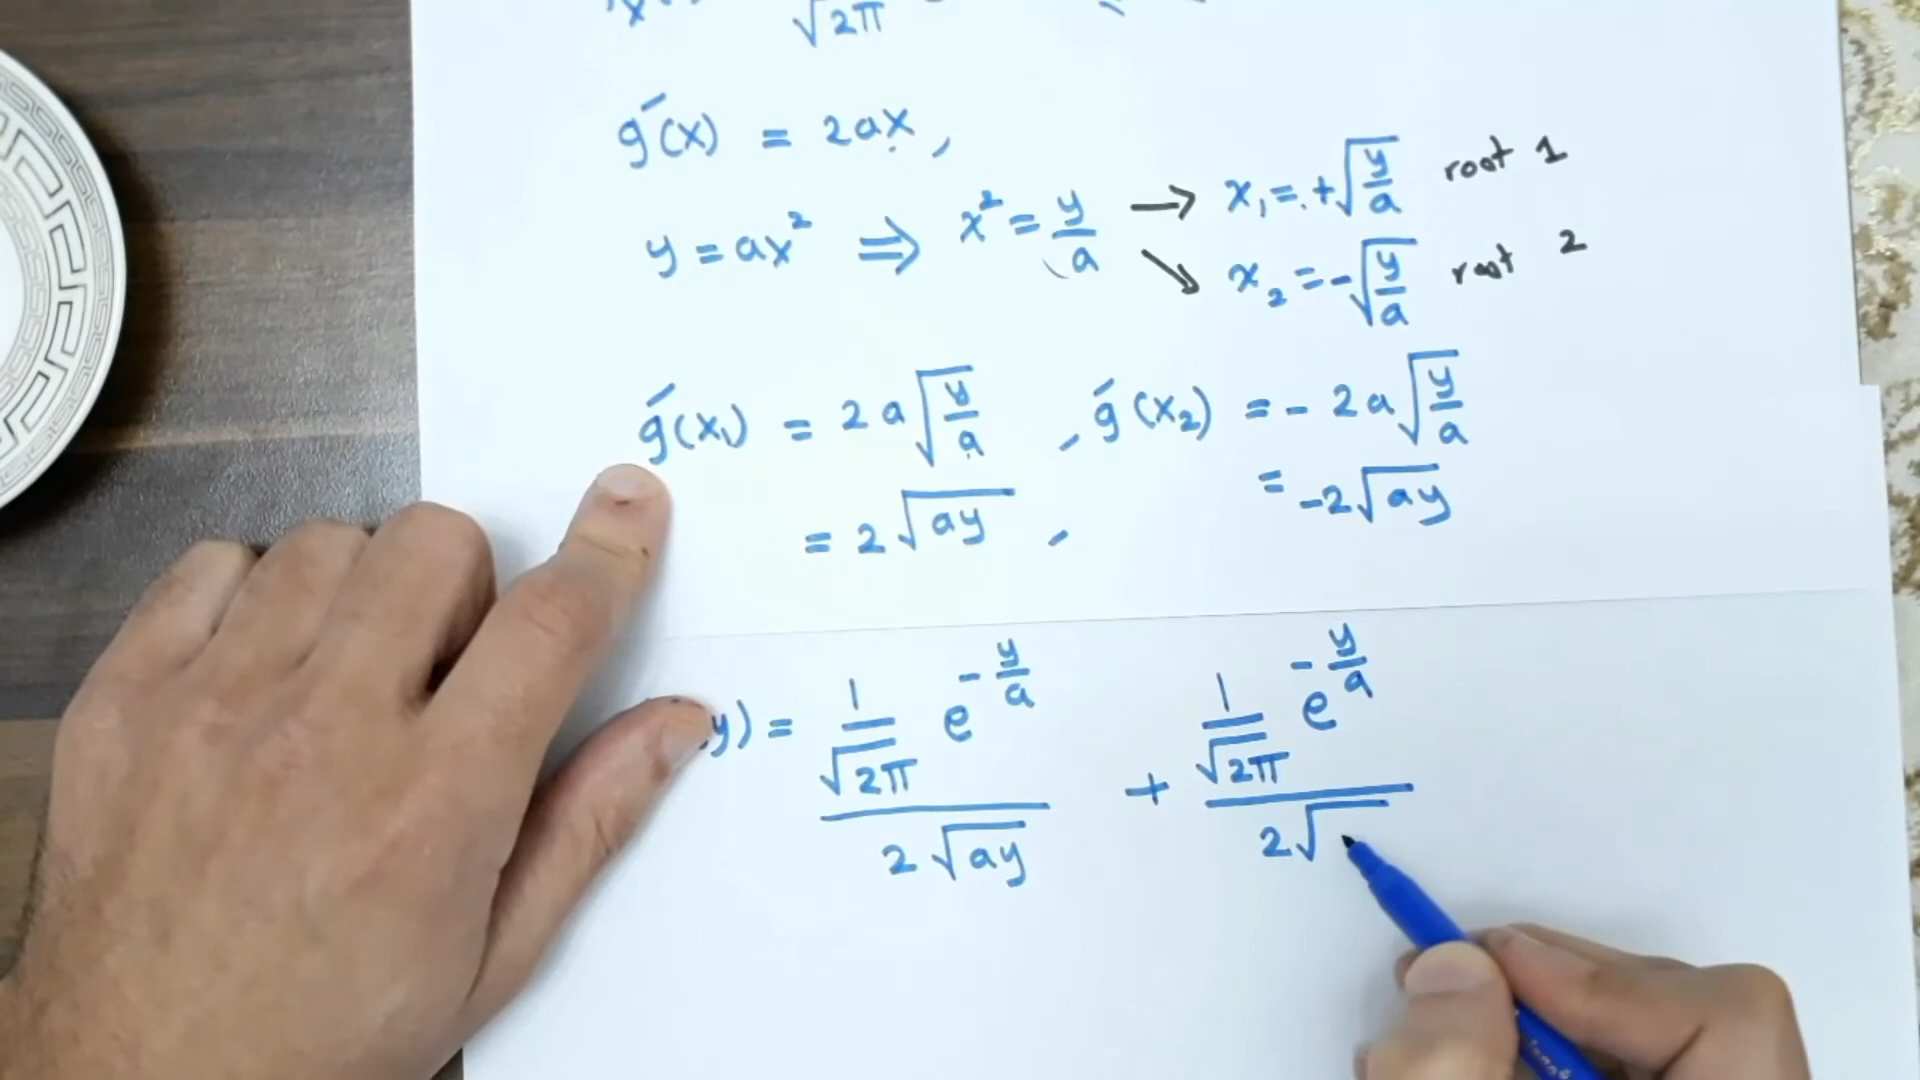 √2π
ǵ(x) = 2ax ,
y = ax² ⇒ x² = y/a → x₁ = +√(y/a) root 1
↘ x₂ = -√(y/a) root 2
ǵ(x₁) = 2a√(y/a) , ǵ(x₂) = - 2a√(y/a)
= 2√(ay) , = -2√(ay)
y) = (1/√2π e^(-y/a)) / (2√(ay)) + (1/√2π e^(-y/a)) / (2√